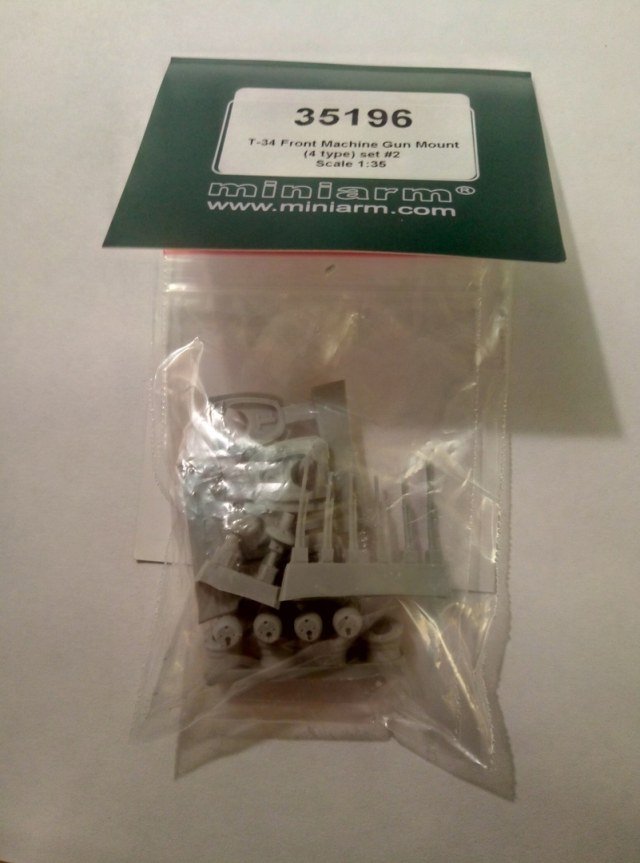 35196
T-34 Front Machine Gun Mount
(4 type) set #2
Scale 1:35
miniarm®
www.miniarm.com